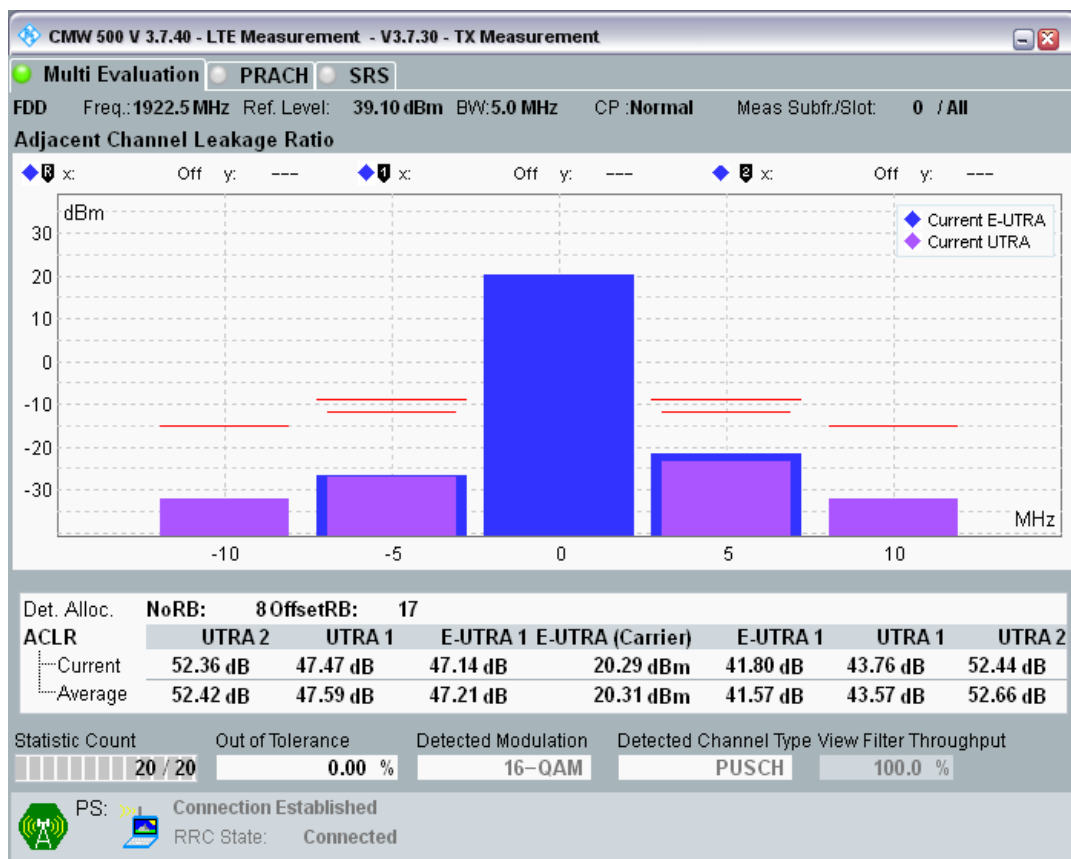 CMW 500 V 3.7.40 - LTE Measurement - V3.7.30 - TX Measurement
Multi Evaluation PRACH SRS
FDD Freq.: 1922.5 MHz Ref. Level: 39.10 dBm BW: 5.0 MHz CP :Normal Meas Subfr./Slot: 0 / All
Adjacent Channel Leakage Ratio
R x: Off y: --- 1 x: Off y: --- 2 x: Off y: ---
dBm
Current E-UTRA
Current UTRA
30
20
10
0
-10
-20
-30
MHz
-10 -5 0 5 10
Det. Alloc. NoRB: 8 OffsetRB: 17
ACLR UTRA 2 UTRA 1 E-UTRA 1 E-UTRA (Carrier) E-UTRA 1 UTRA 1 UTRA 2
Current 52.36 dB 47.47 dB 47.14 dB 20.29 dBm 41.80 dB 43.76 dB 52.44 dB
Average 52.42 dB 47.59 dB 47.21 dB 20.31 dBm 41.57 dB 43.57 dB 52.66 dB
Statistic Count Out of Tolerance Detected Modulation Detected Channel Type View Filter Throughput
20 / 20 0.00 % 16-QAM PUSCH 100.0 %
PS: Connection Established
RRC State: Connected